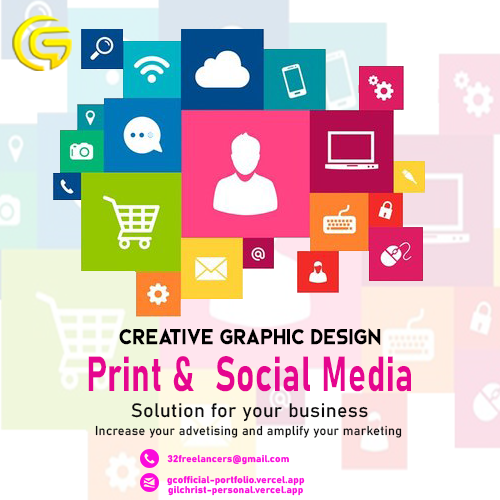 CREATIVE GRAPHIC DESIGN
Print & Social Media
Solution for your business
Increase your advetising and amplify your marketing
32freelancers@gmail.com
gcofficial-portfolio.vercel.app
gilchrist-personal.vercel.app